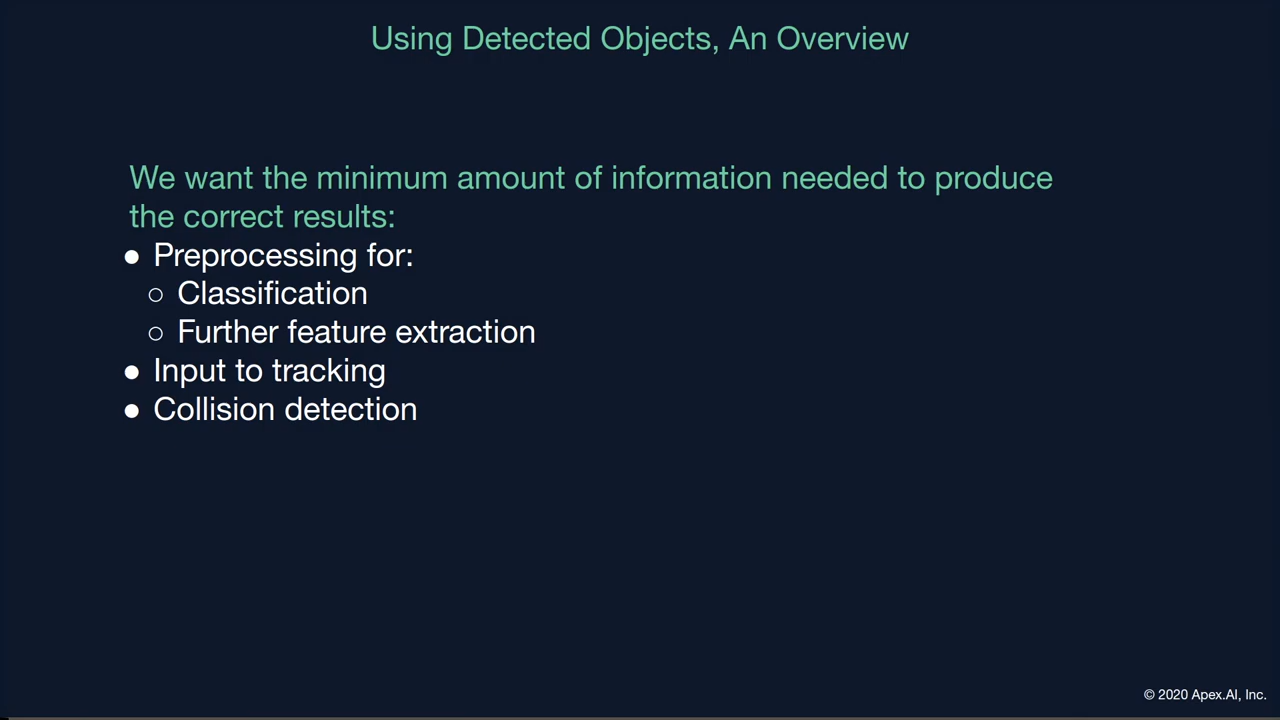 Using Detected Objects, An Overview
We want the minimum amount of information needed to produce
the correct results:
● Preprocessing for:
○ Classification
○ Further feature extraction
● Input to tracking
● Collision detection
© 2020 Apex.AI, Inc.